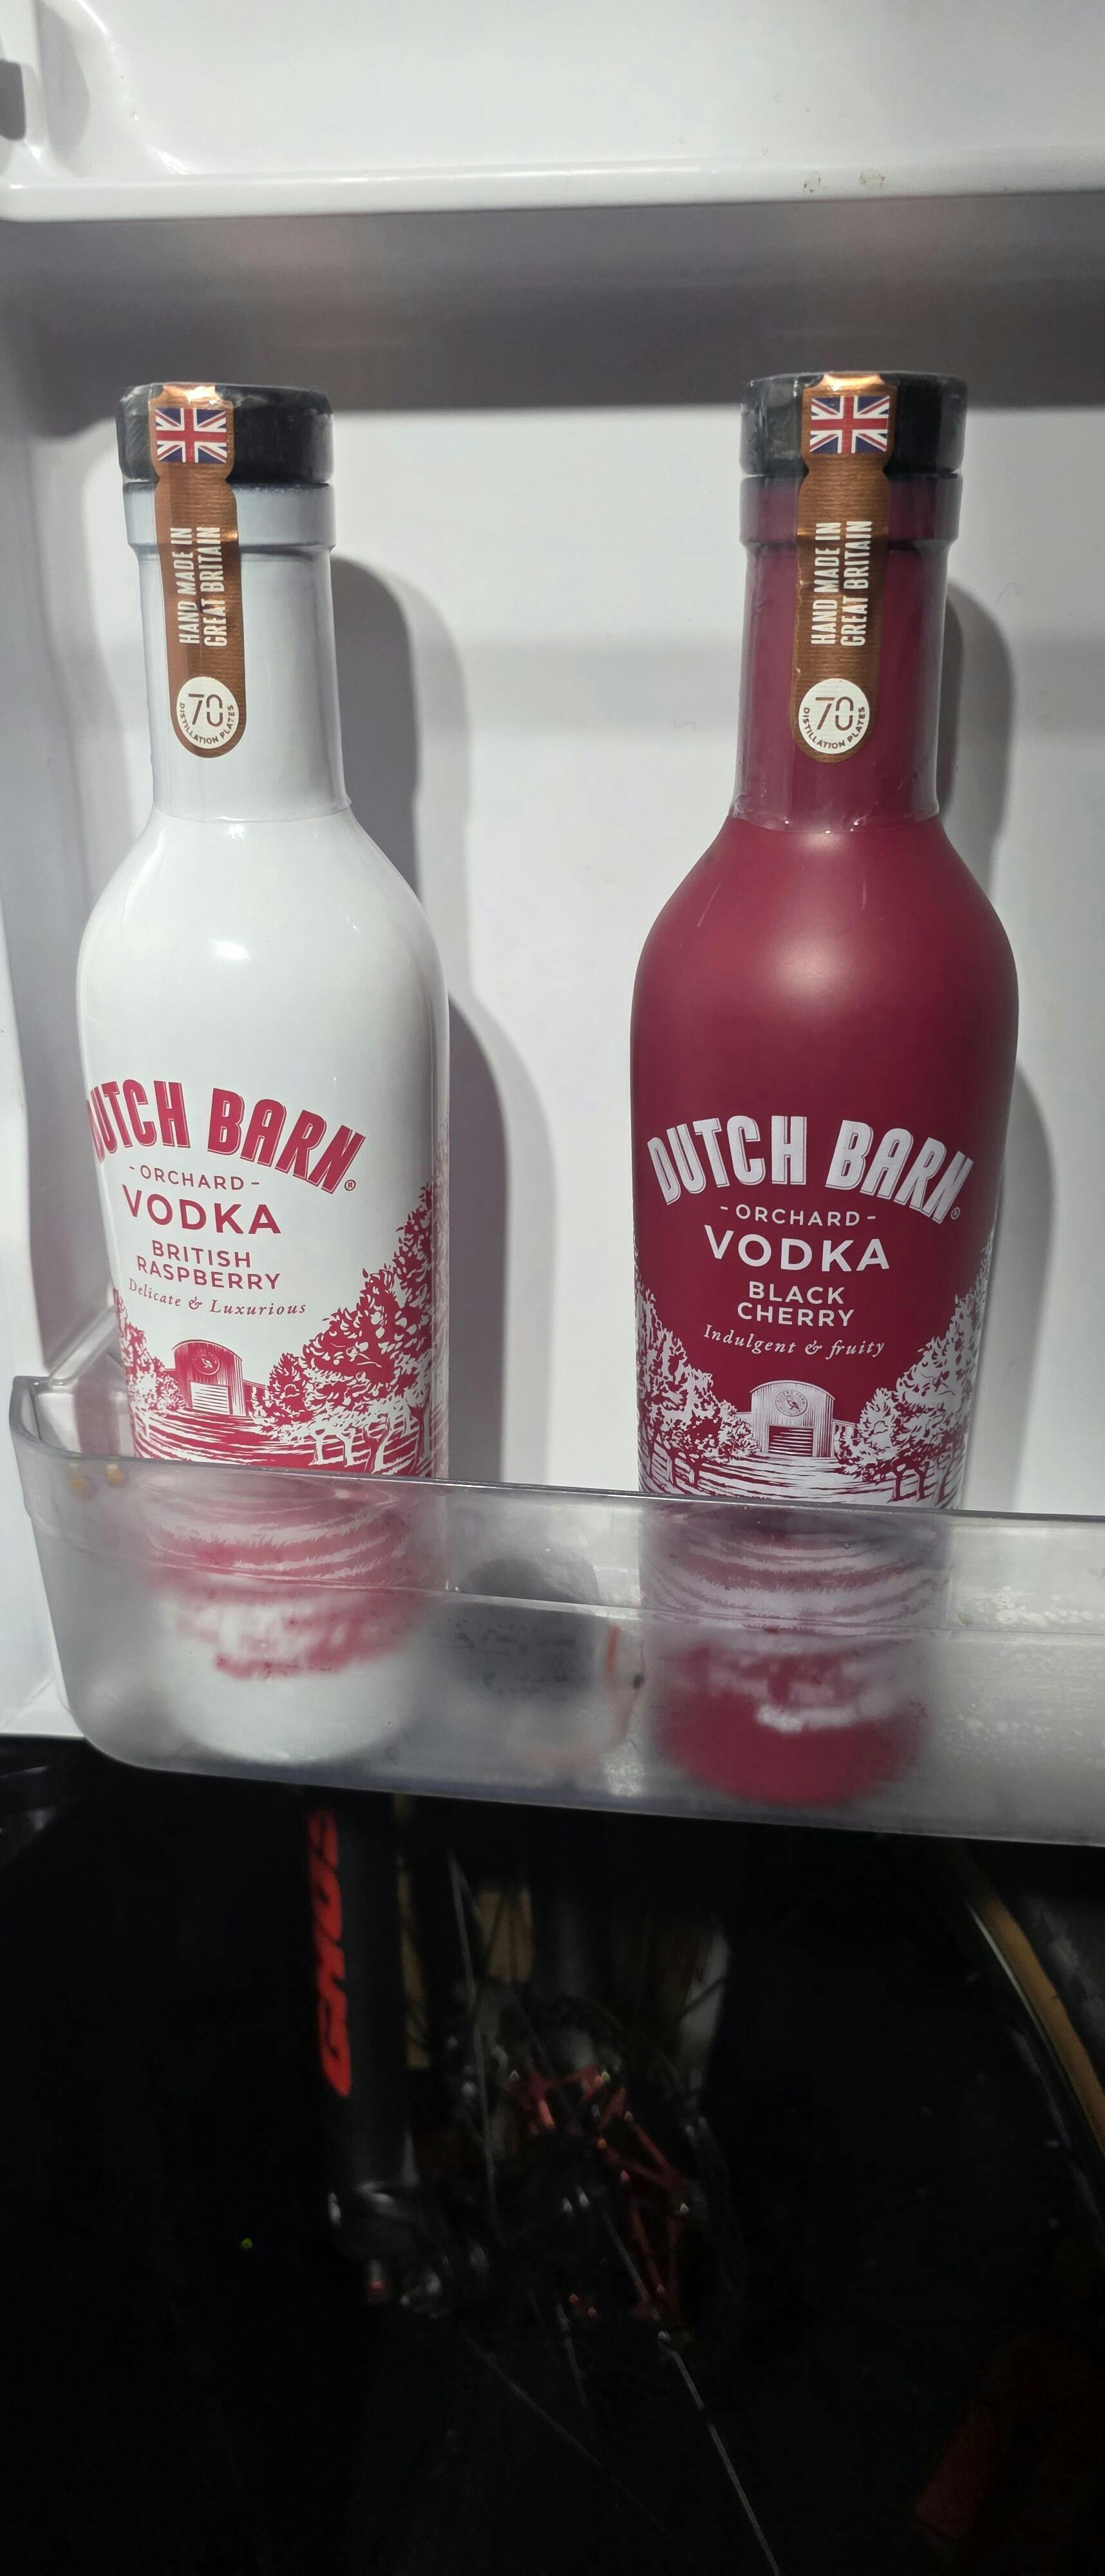 HAND MADE IN
GREAT BRITAIN
70
DISTILLATION PLATES
DUTCH BARN®
-ORCHARD-
VODKA
BRITISH
RASPBERRY
Delicate & Luxurious
HAND MADE IN
GREAT BRITAIN
70
DISTILLATION PLATES
DUTCH BARN®
-ORCHARD-
VODKA
BLACK
CHERRY
Indulgent & fruity